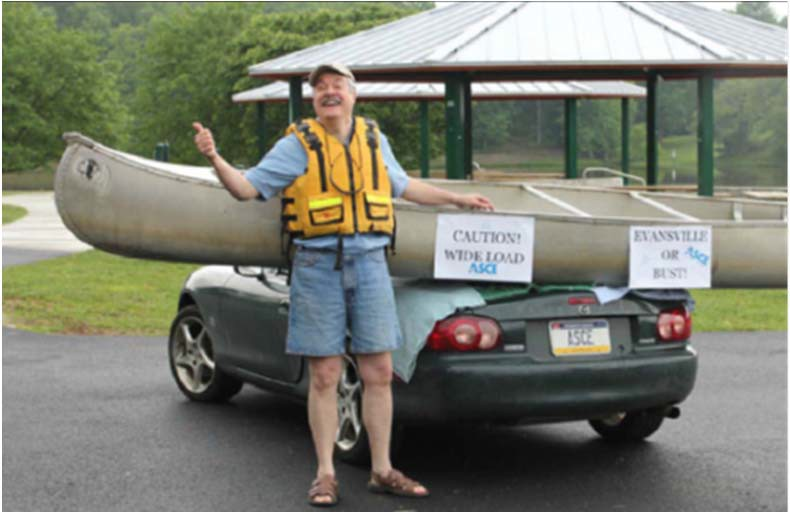 CAUTION!
WIDE LOAD
ASCE
EVANSVILLE
OR ASCE
BUST!
ASCE